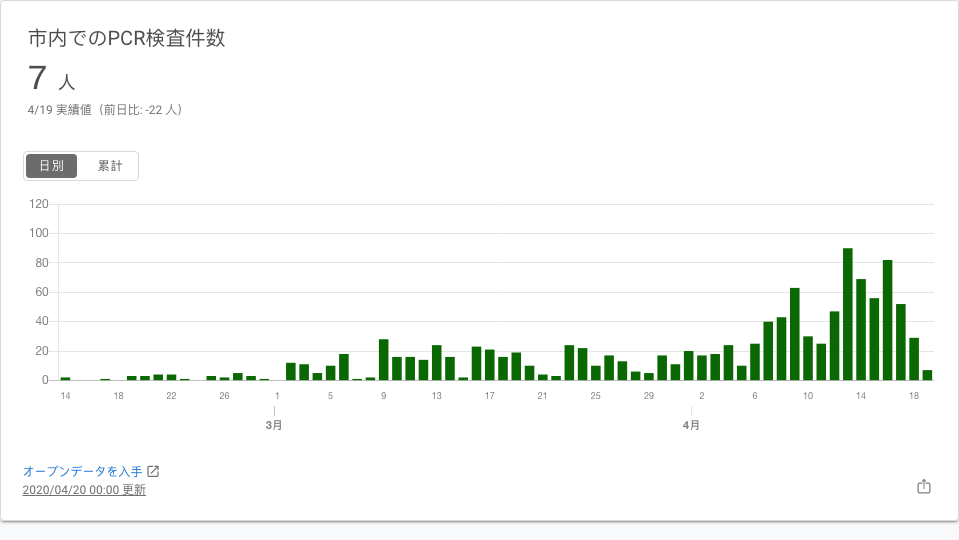 市内でのPCR検査件数
7 人
4/19 実績値（前日比: -22 人）
日別 累計
120
100
80
60
40
20
0
14 18 22 26 1 5 9 13 17 21 25 29 2 6 10 14 18
3月 4月
オープンデータを入手
2020/04/20 00:00 更新